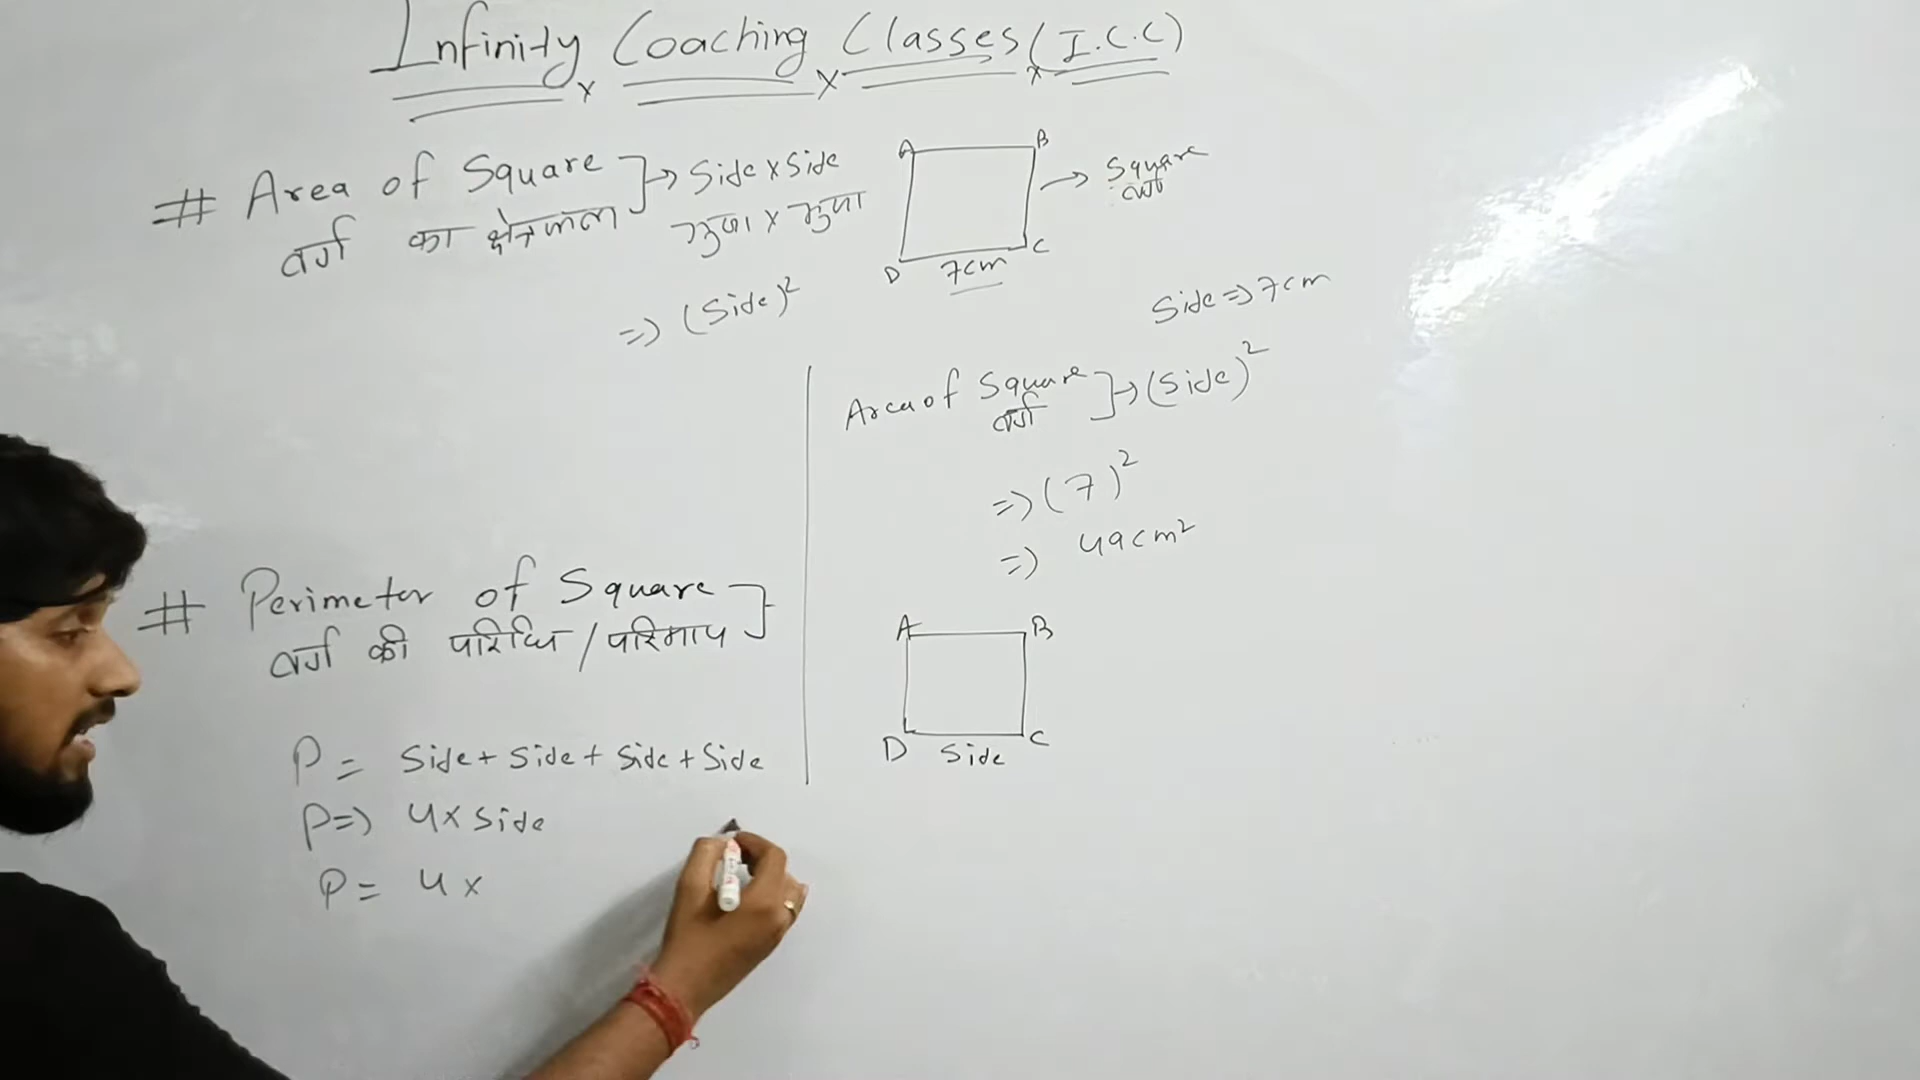 Infinity Coaching Classes (I.C.C)
# Area of Square ]→ Side x Side
वर्ग का क्षेत्रफल भुजा x भुजा
=> (Side)²
A B
D C
7cm
→ Square
वर्ग
Side => 7cm
Area of Square ]→ (Side)²
वर्ग
=> (7)²
=> 49cm²
# Perimeter of Square ]
वर्ग की परिधि / परिमाप
P = Side + Side + Side + Side
P => 4 x Side
P = 4 x
A B
D Side C